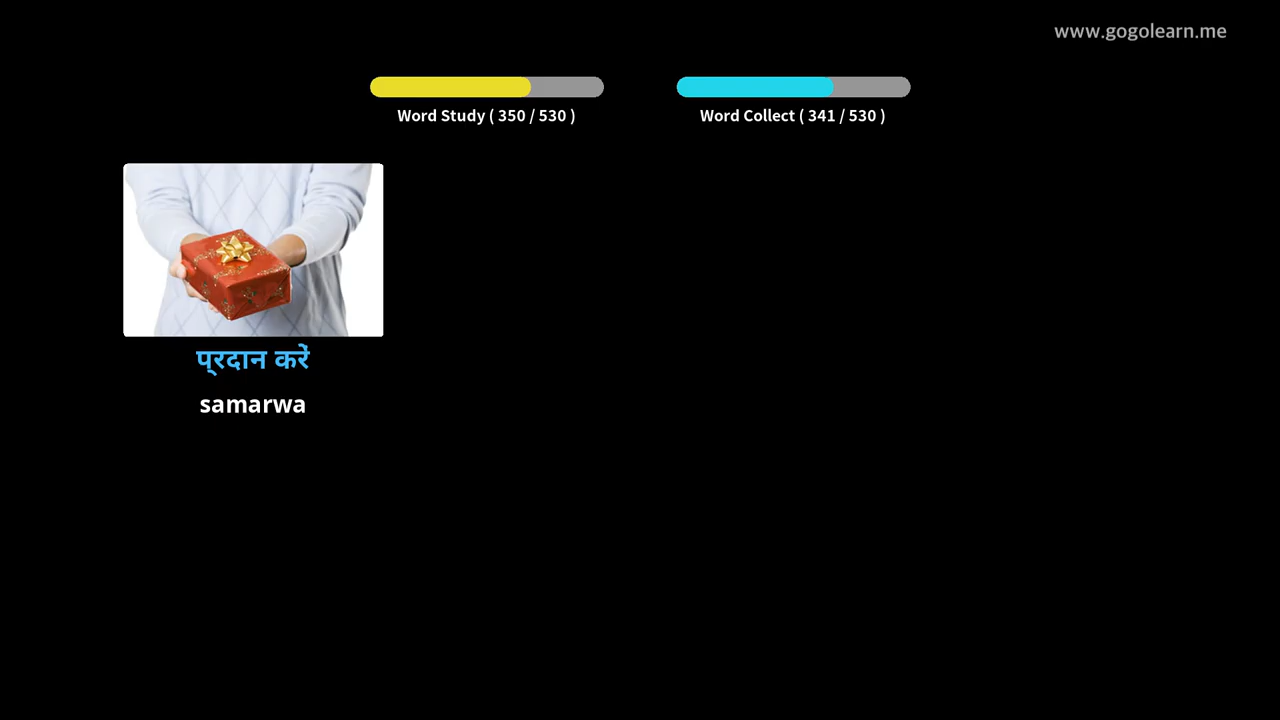 www.gogolearn.me
Word Study ( 350 / 530 )
Word Collect ( 341 / 530 )
प्रदान करें
samarwa